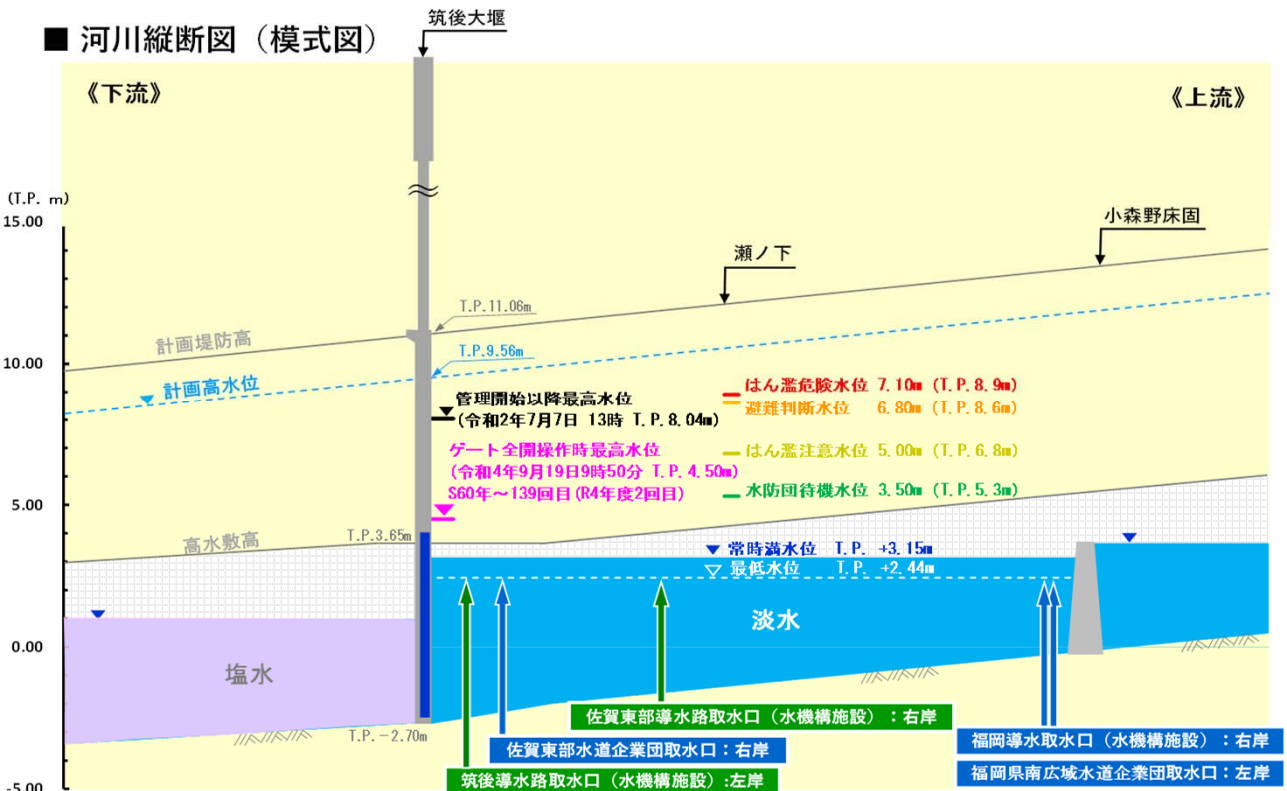 ■ 河川縦断図（模式図）
筑後大堰
《下流》
《上流》
(T.P. m)
15.00
小森野床固
瀬ノ下
T.P.11.06m
計画堤防高
10.00
T.P.9.56m
計画高水位
はん濫危険水位 7.10m (T.P.8.9m)
管理開始以降最高水位
(令和2年7月7日 13時 T.P.8.04m)
避難判断水位 6.80m (T.P.8.6m)
ゲート全開操作時最高水位
(令和4年9月19日9時50分 T.P.4.50m)
S60年～139回目(R4年度2回目)
はん濫注意水位 5.00m (T.P.6.8m)
水防団待機水位 3.50m (T.P.5.3m)
5.00
高水敷高
T.P.3.65m
常時満水位 T.P. +3.15m
最低水位 T.P. +2.44m
淡水
0.00
塩水
佐賀東部導水路取水口（水機構施設）：右岸
T.P.－2.70m
佐賀東部水道企業団取水口：右岸
福岡導水取水口（水機構施設）：右岸
筑後導水路取水口（水機構施設）:左岸
福岡県南広域水道企業団取水口：左岸
-5.00